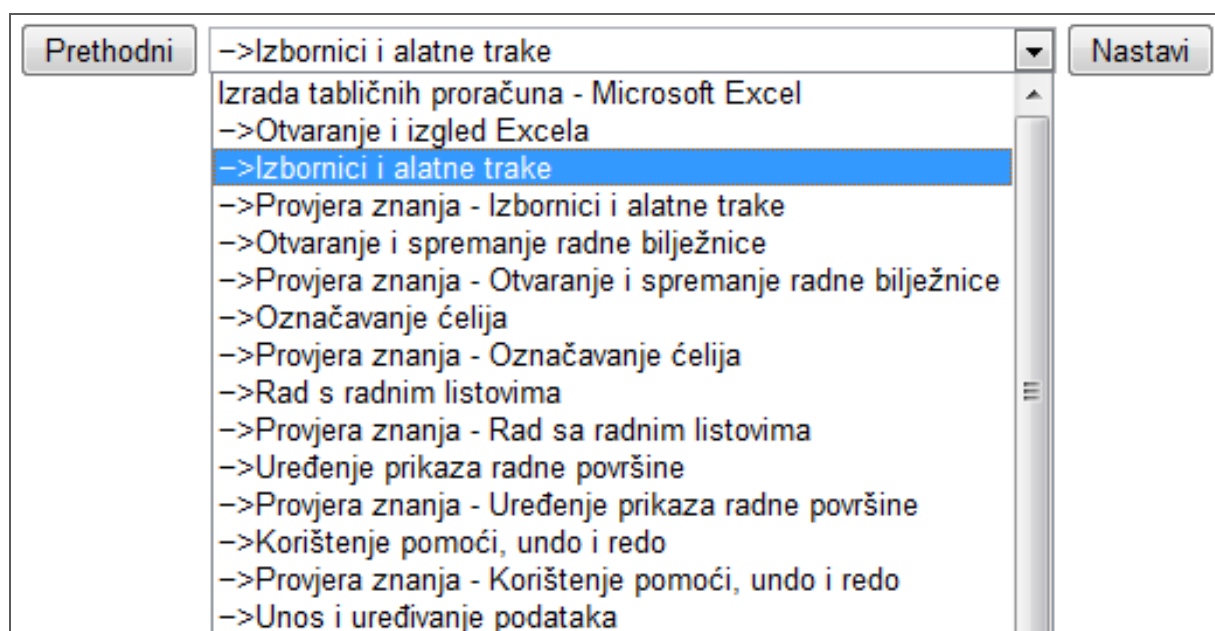 Prethodni −>Izbornici i alatne trake Nastavi
Izrada tabličnih proračuna - Microsoft Excel
−>Otvaranje i izgled Excela
−>Izbornici i alatne trake
−>Provjera znanja - Izbornici i alatne trake
−>Otvaranje i spremanje radne bilježnice
−>Provjera znanja - Otvaranje i spremanje radne bilježnice
−>Označavanje ćelija
−>Provjera znanja - Označavanje ćelija
−>Rad s radnim listovima
−>Provjera znanja - Rad sa radnim listovima
−>Uređenje prikaza radne površine
−>Provjera znanja - Uređenje prikaza radne površine
−>Korištenje pomoći, undo i redo
−>Provjera znanja - Korištenje pomoći, undo i redo
−>Unos i uređivanje podataka